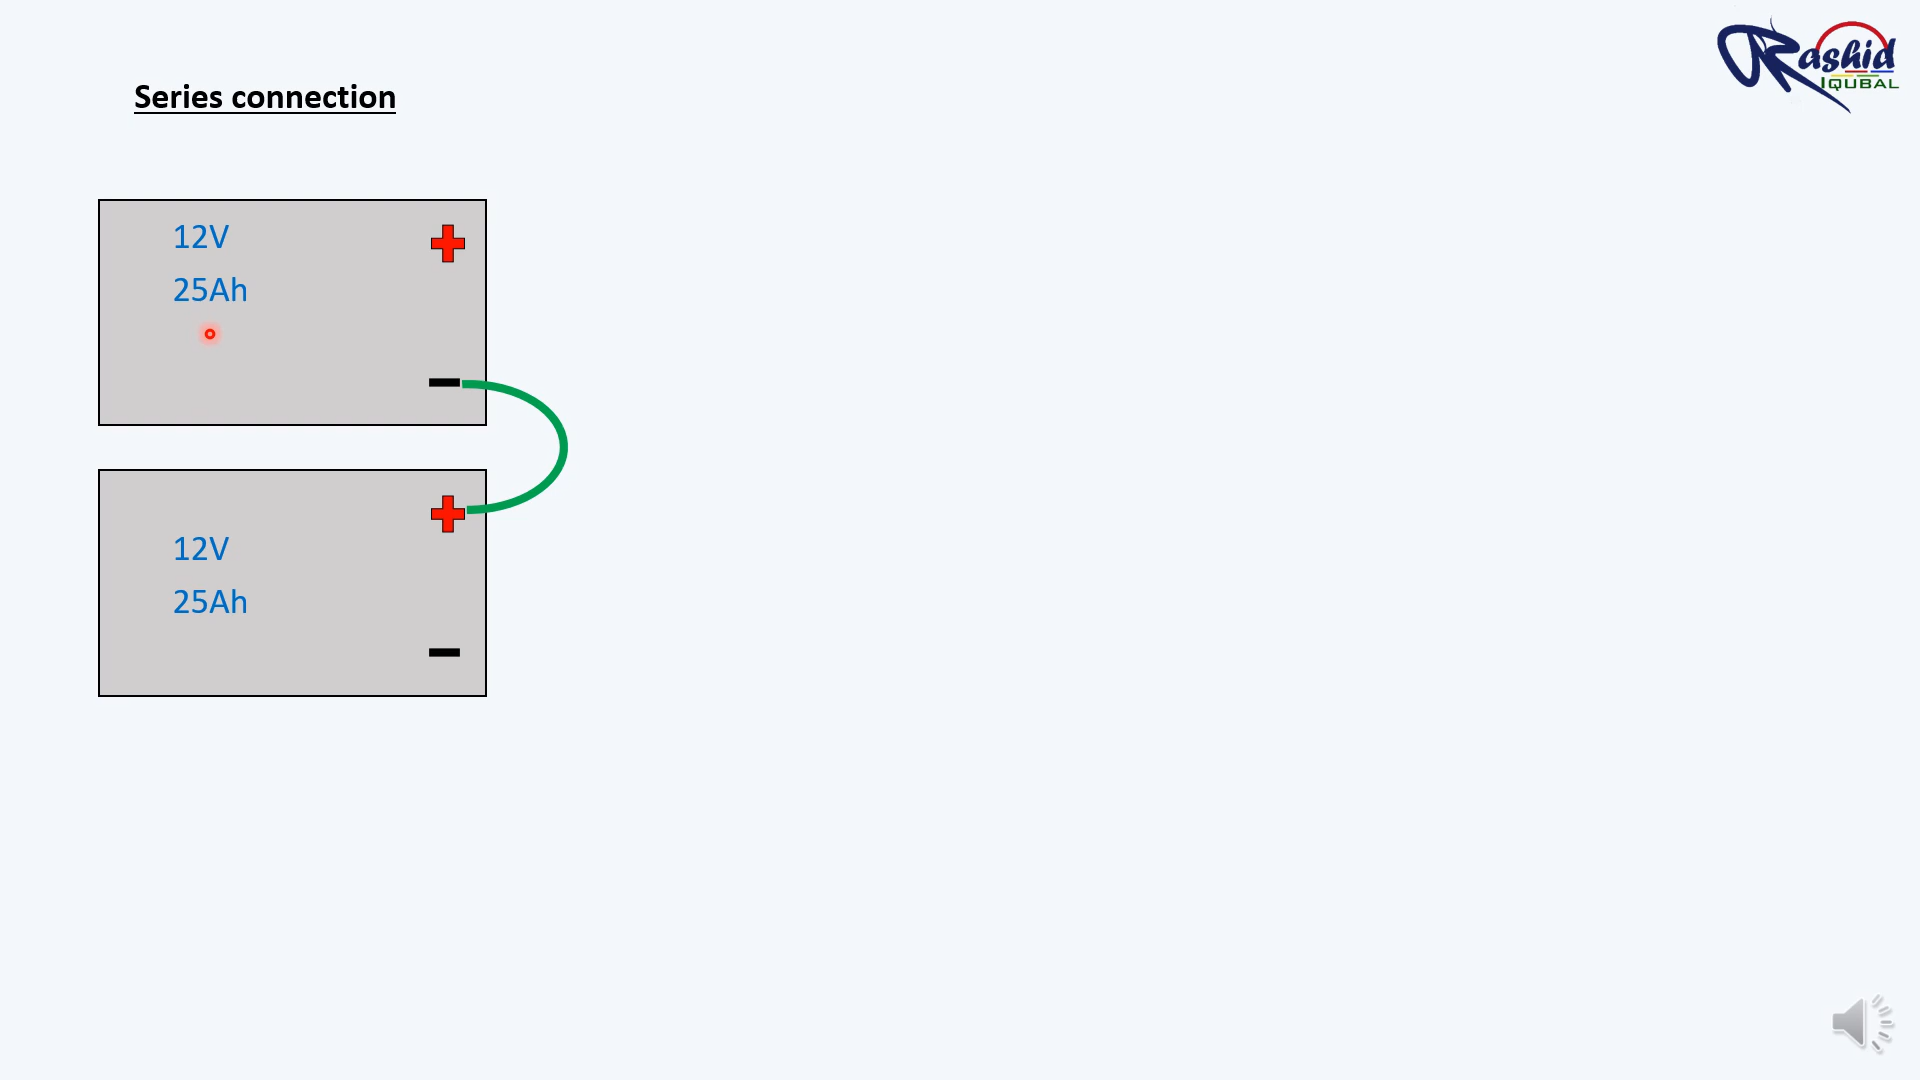 Series connection
Rashid
IQUBAL
12V
25Ah
12V
25Ah